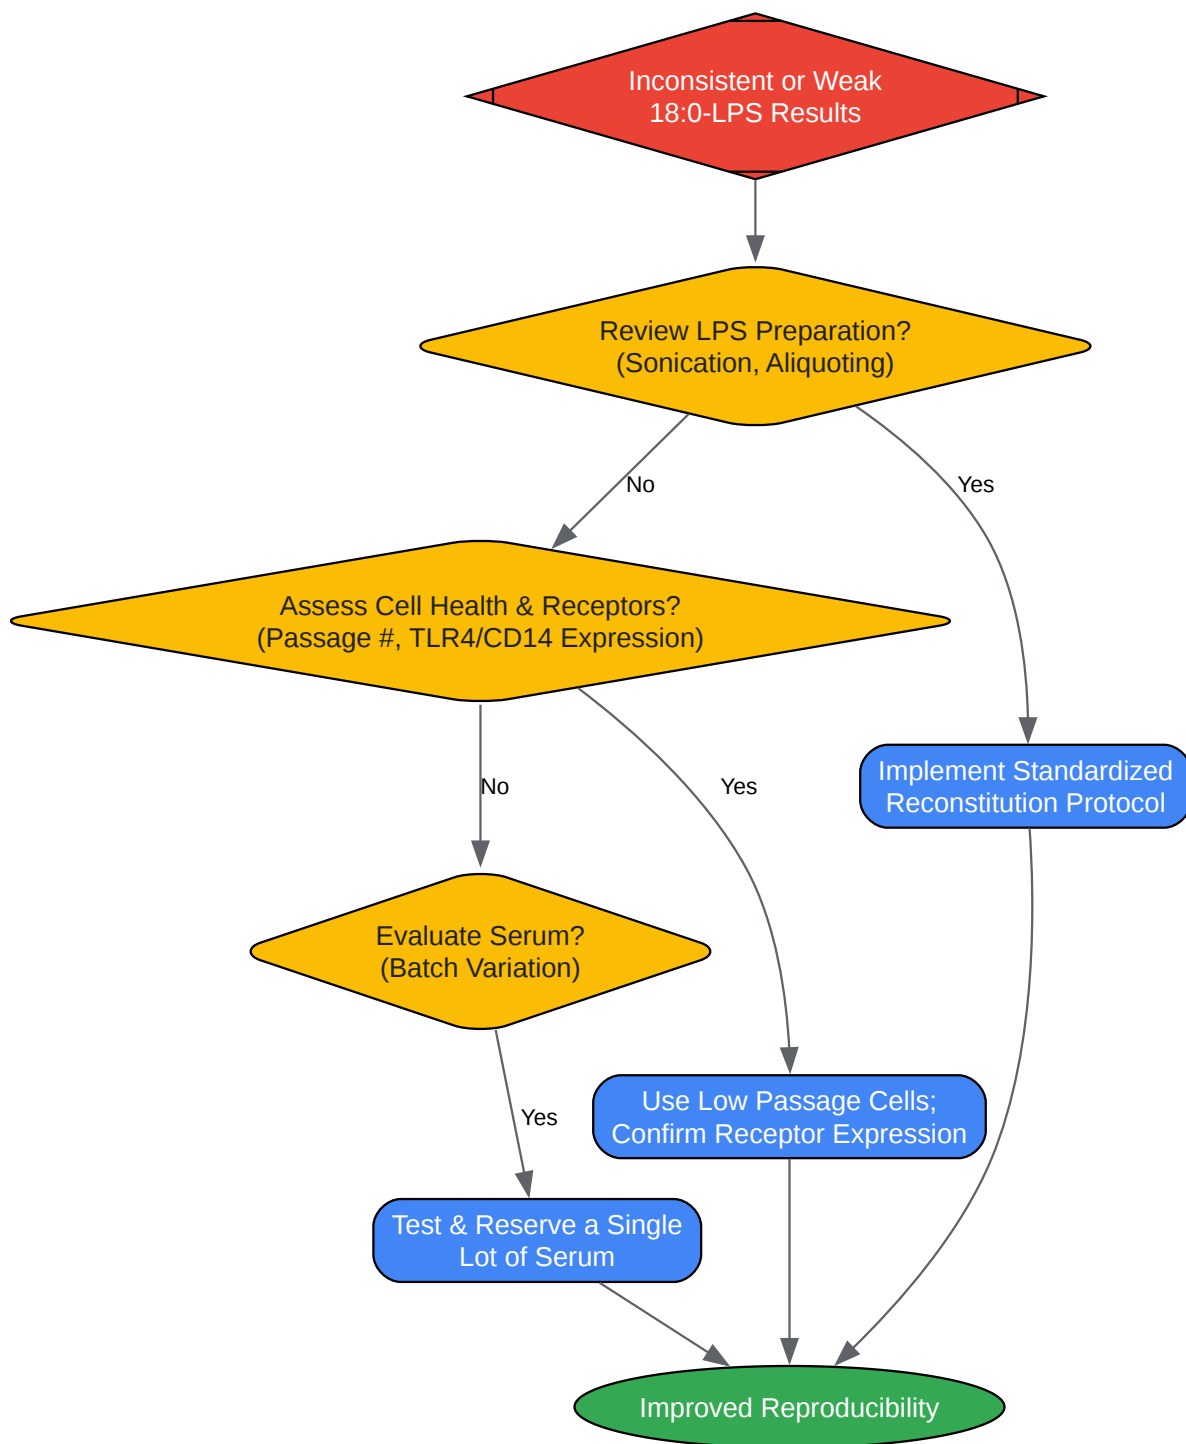 Inconsistent or Weak
18:0-LPS Results
Review LPS Preparation?
(Sonication, Aliquoting)
No
Yes
Assess Cell Health & Receptors?
(Passage #, TLR4/CD14 Expression)
Implement Standardized
Reconstitution Protocol
No
Yes
Evaluate Serum?
(Batch Variation)
Use Low Passage Cells;
Confirm Receptor Expression
Yes
Test & Reserve a Single
Lot of Serum
Improved Reproducibility